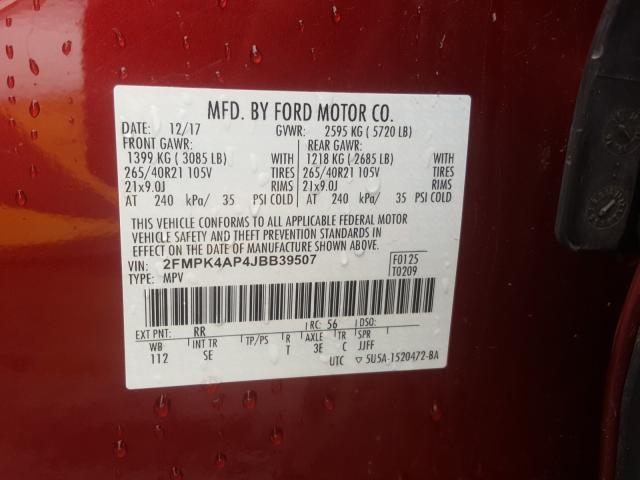 MFD. BY FORD MOTOR CO.
DATE: 12/17 GVWR: 2595 KG ( 5720 LB)
FRONT GAWR: REAR GAWR:
1399 KG ( 3085 LB) WITH 1218 KG ( 2685 LB) WITH
265/40R21 105V TIRES 265/40R21 105V TIRES
21x9.0J RIMS 21x9.0J RIMS
AT 240 kPa/ 35 PSI COLD AT 240 kPa/ 35 PSI COLD
THIS VEHICLE CONFORMS TO ALL APPLICABLE FEDERAL MOTOR
VEHICLE SAFETY AND THEFT PREVENTION STANDARDS IN
EFFECT ON THE DATE OF MANUFACTURE SHOWN ABOVE.
VIN: 2FMPK4AP4JBB39507 F0125
TYPE: MPV T0209
EXT PNT: RR RC: 56 DSO:
WB INT TR TP/PS R AXLE TR
112 SE T 3E C JJFF
UTC ▽5U5A-1520472-BA